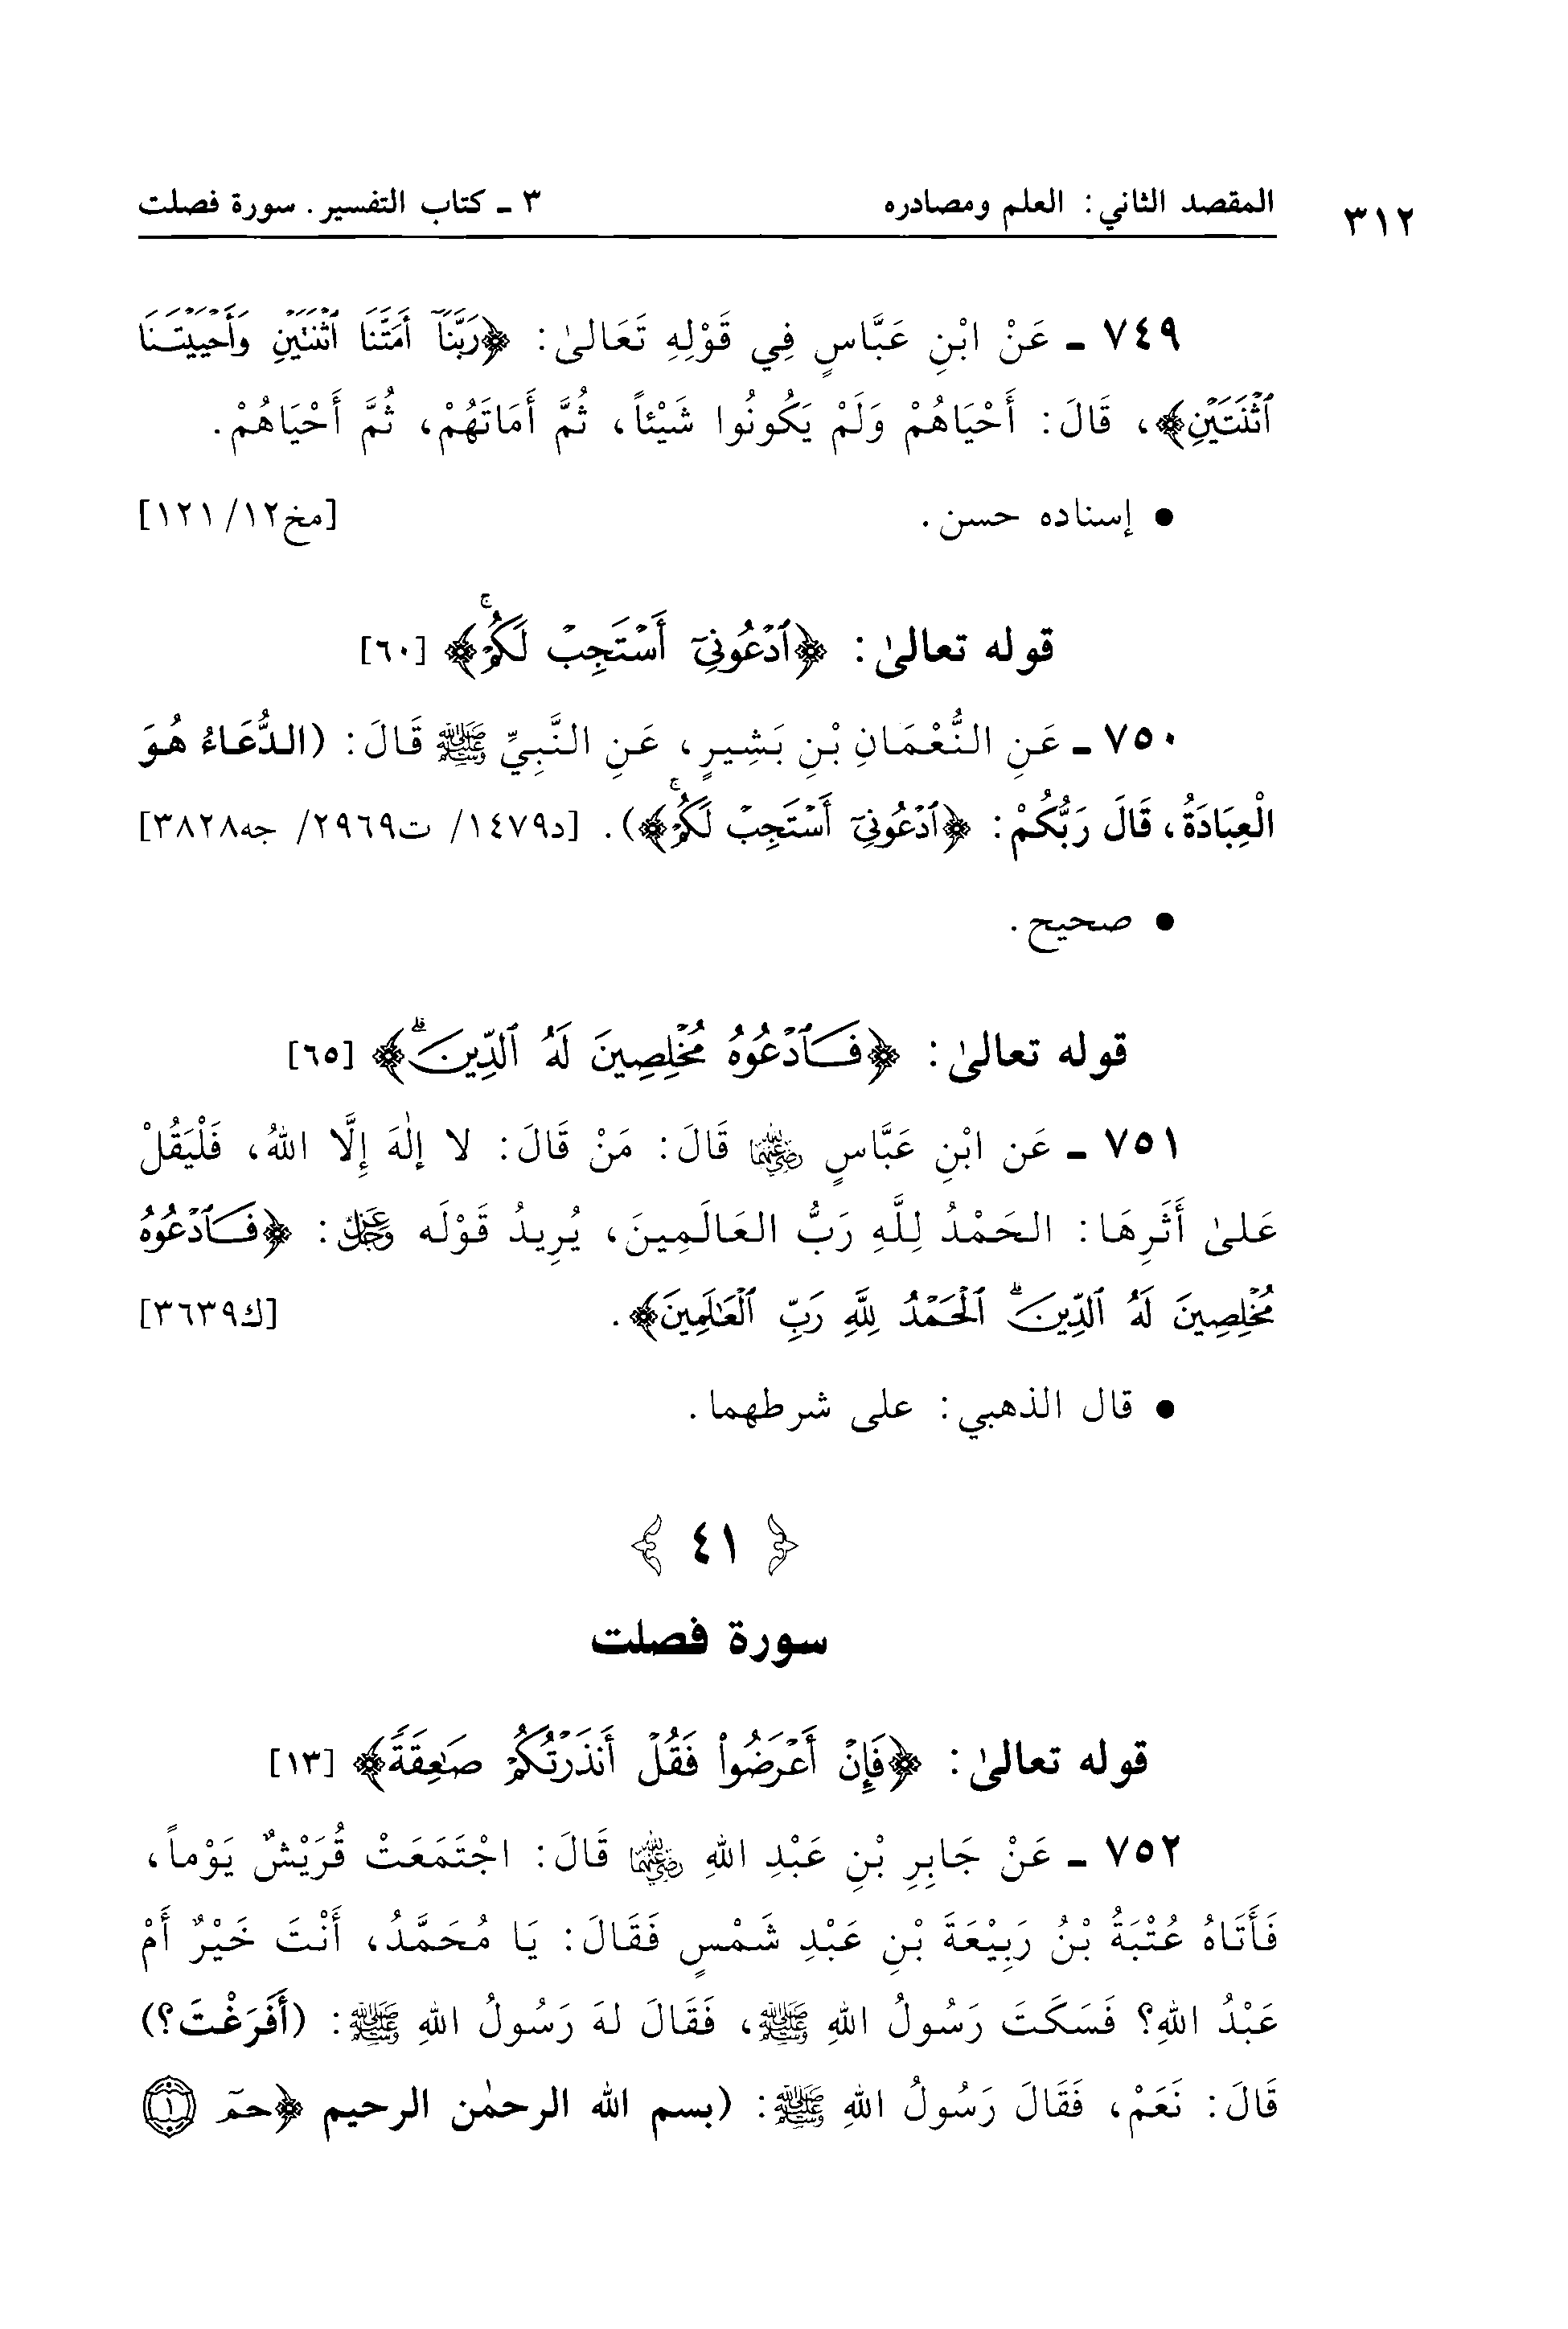 ٣١٢ المقصد الثاني: العلم ومصادره ٣ ـ كتاب التفسير. سورة فصلت
٧٤٩ ـ عَنْ ابْنِ عَبَّاسٍ فِي قَوْلِهِ تَعَالىٰ: ﴿رَبَّنَآ أَمَتَّنَا ٱثْنَتَيْنِ وَأَحْيَيْتَنَا
ٱثْنَتَيْنِ﴾، قَالَ: أَحْيَاهُمْ وَلَمْ يَكُونُوا شَيْئاً، ثُمَّ أَمَاتَهُمْ، ثُمَّ أَحْيَاهُمْ.
● إسناده حسن. [مخ١٢/ ١٢١]
قوله تعالىٰ: ﴿ٱدْعُونِيٓ أَسْتَجِبْ لَكُمْۚ﴾ [٦٠]
٧٥٠ ـ عَنِ النُّعْمَانِ بْنِ بَشِيرٍ، عَنِ النَّبِيِّ ﷺ قَالَ: (الدُّعَاءُ هُوَ
الْعِبَادَةُ، قَالَ رَبُّكُمْ: ﴿ٱدْعُونِيٓ أَسْتَجِبْ لَكُمْۚ﴾). [د١٤٧٩/ ت٢٩٦٩/ جه٣٨٢٨]
● صحيح.
قوله تعالىٰ: ﴿فَٱدْعُوهُ مُخْلِصِينَ لَهُ ٱلدِّينَۗ﴾ [٦٥]
٧٥١ ـ عَن ابْنِ عَبَّاسٍ رضي الله عنهما قَالَ: مَنْ قَالَ: لا إلٰهَ إِلَّا اللهُ، فَلْيَقُلْ
عَلىٰ أَثَرِهَا: الحَمْدُ لِلَّهِ رَبُّ العَالَمِينَ، يُرِيدُ قَوْلَه عز وجل: ﴿فَٱدْعُوهُ
مُخْلِصِينَ لَهُ ٱلدِّينَۗ ٱلْحَمْدُ لِلَّهِ رَبِّ ٱلْعَٰلَمِينَ﴾. [ك٣٦٣٩]
● قال الذهبي: على شرطهما.
﴿ ٤١ ﴾
سورة فصلت
قوله تعالىٰ: ﴿فَإِنْ أَعْرَضُوا۟ فَقُلْ أَنذَرْتُكُمْ صَٰعِقَةً﴾ [١٣]
٧٥٢ ـ عَنْ جَابِرِ بْنِ عَبْدِ اللهِ رضي الله عنهما قَالَ: اجْتَمَعَتْ قُرَيْشٌ يَوْماً،
فَأَتَاهُ عُتْبَةُ بْنُ رَبِيْعَةَ بْنِ عَبْدِ شَمْسٍ فَقَالَ: يَا مُحَمَّدُ، أَنْتَ خَيْرٌ أَمْ
عَبْدُ اللهِ؟ فَسَكَتَ رَسُولُ اللهِ ﷺ، فَقَالَ لهَ رَسُولُ اللهِ ﷺ: (أَفَرَغْتَ؟)
قَالَ: نَعَمْ، فَقَالَ رَسُولُ اللهِ ﷺ: (بسم الله الرحمٰن الرحيم ﴿حمٓ ۝١